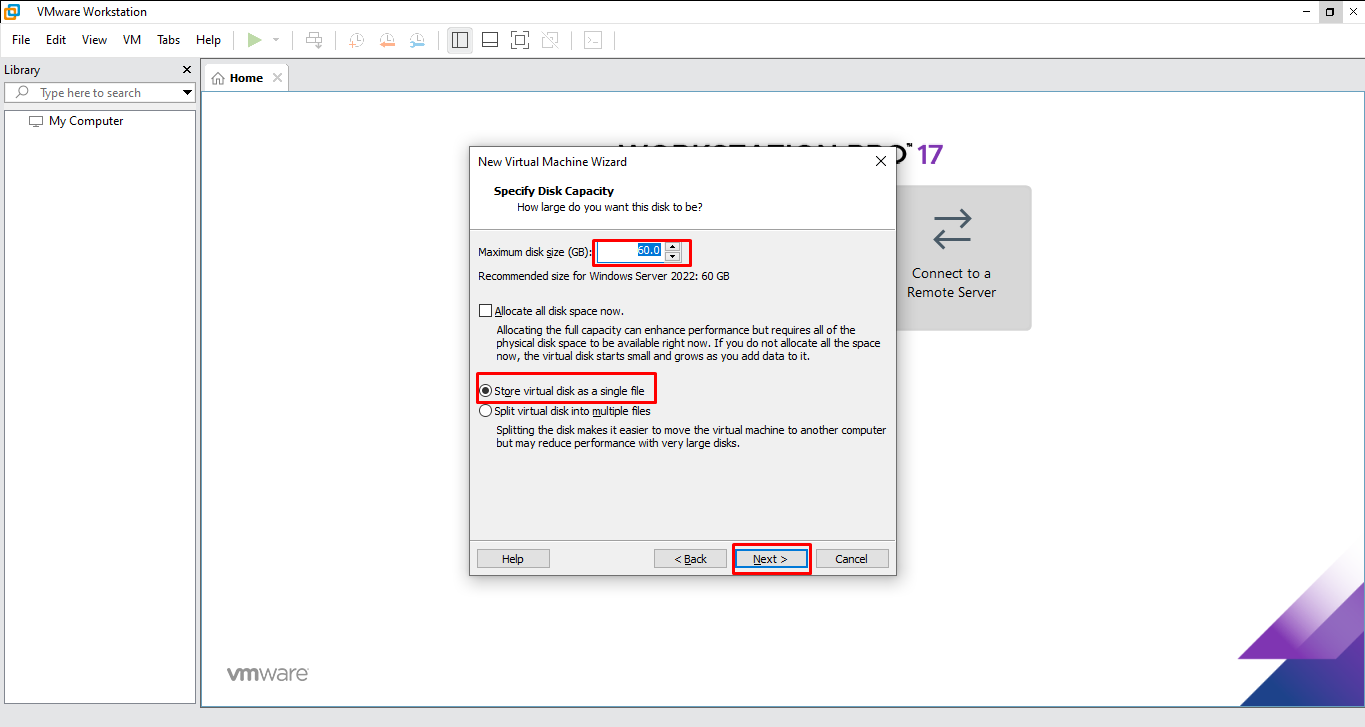 VMware Workstation
File Edit View VM Tabs Help
Library
Type here to search
My Computer
Home
WORKSTATION PRO™ 17
Connect to a
Remote Server
New Virtual Machine Wizard
Specify Disk Capacity
How large do you want this disk to be?
Maximum disk size (GB): 60.0
Recommended size for Windows Server 2022: 60 GB
Allocate all disk space now.
Allocating the full capacity can enhance performance but requires all of the
physical disk space to be available right now. If you do not allocate all the space
now, the virtual disk starts small and grows as you add data to it.
Store virtual disk as a single file
Split virtual disk into multiple files
Splitting the disk makes it easier to move the virtual machine to another computer
but may reduce performance with very large disks.
Help < Back Next > Cancel
vmware